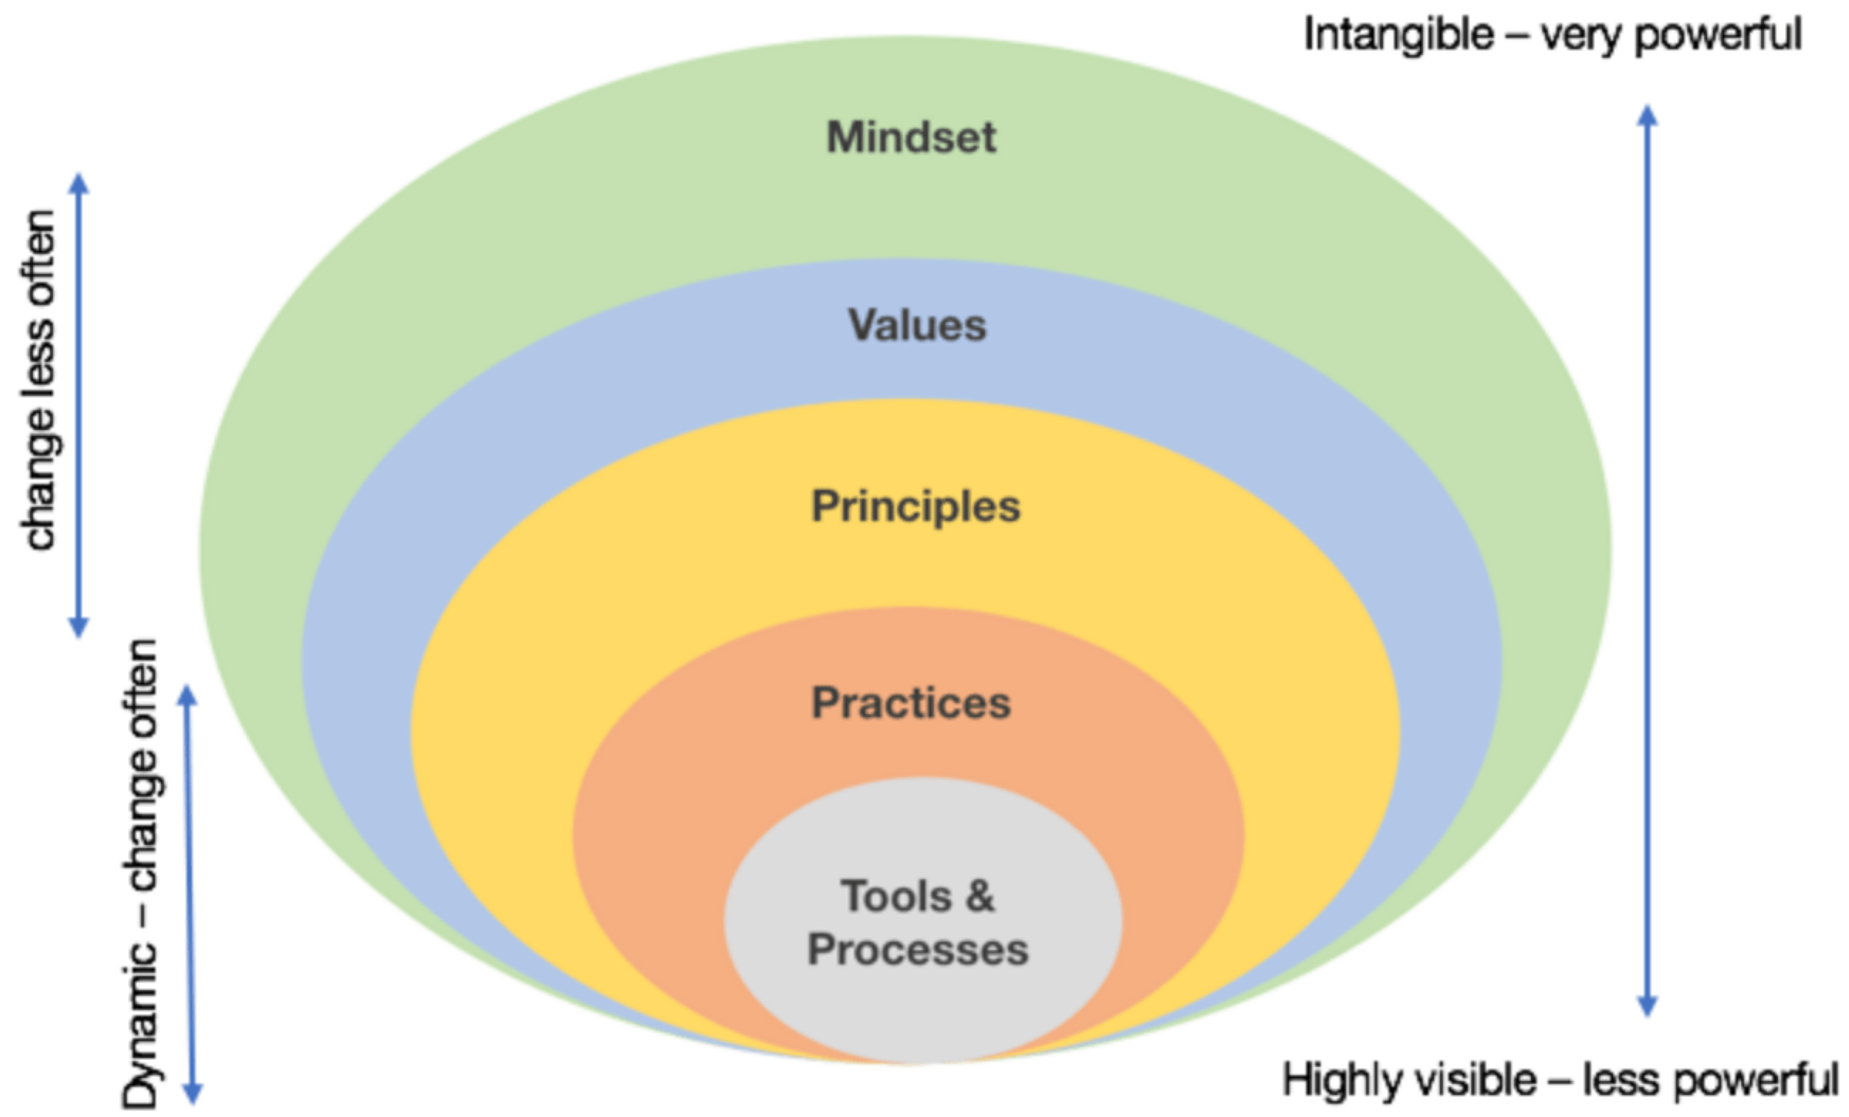 Intangible – very powerful
Mindset
change less often
Values
Principles
Dynamic – change often
Practices
Tools &
Processes
Highly visible – less powerful